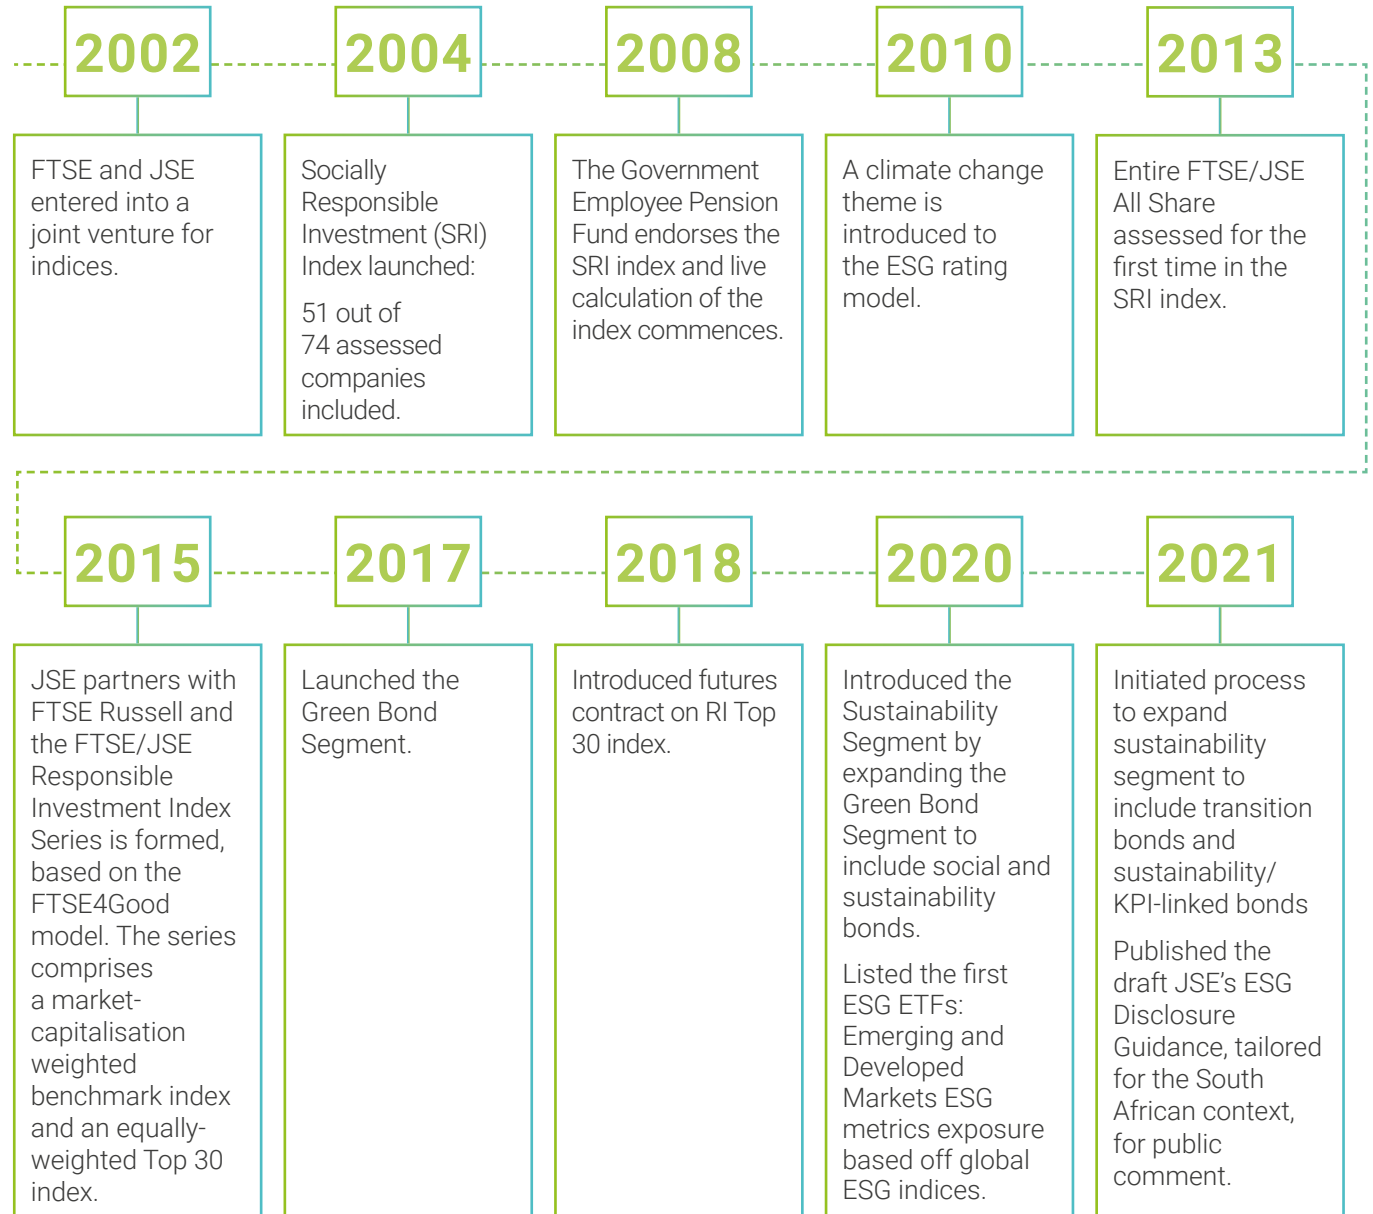 2002
FTSE and JSE
entered into a
joint venture for
indices.
2004
Socially
Responsible
Investment (SRI)
Index launched:
51 out of
74 assessed
companies
included.
2008
The Government
Employee Pension
Fund endorses the
SRI index and live
calculation of the
index commences.
2010
A climate change
theme is
introduced to
the ESG rating
model.
2013
Entire FTSE/JSE
All Share
assessed for the
first time in the
SRI index.
2015
JSE partners with
FTSE Russell and
the FTSE/JSE
Responsible
Investment Index
Series is formed,
based on the
FTSE4Good
model. The series
comprises
a market-
capitalisation
weighted
benchmark index
and an equally-
weighted Top 30
index.
2017
Launched the
Green Bond
Segment.
2018
Introduced futures
contract on RI Top
30 index.
2020
Introduced the
Sustainability
Segment by
expanding the
Green Bond
Segment to
include social and
sustainability
bonds.
Listed the first
ESG ETFs:
Emerging and
Developed
Markets ESG
metrics exposure
based off global
ESG indices.
2021
Initiated process
to expand
sustainability
segment to
include transition
bonds and
sustainability/
KPI-linked bonds
Published the
draft JSE's ESG
Disclosure
Guidance, tailored
for the South
African context,
for public
comment.